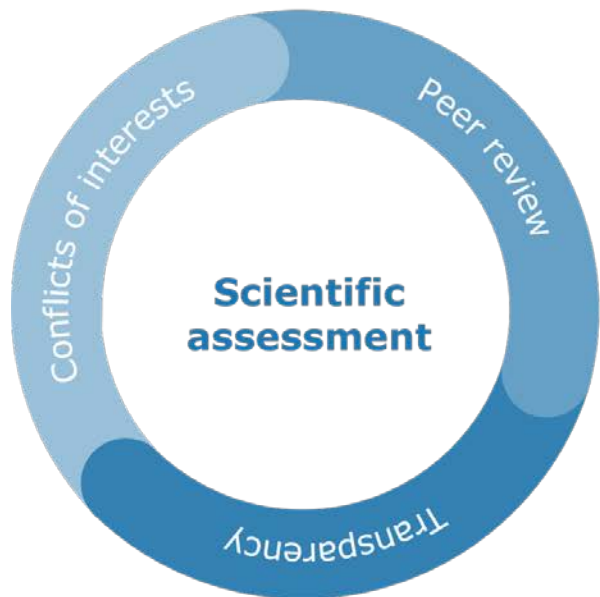 Conflicts of interests
Peer review
Scientific
assessment
Transparency